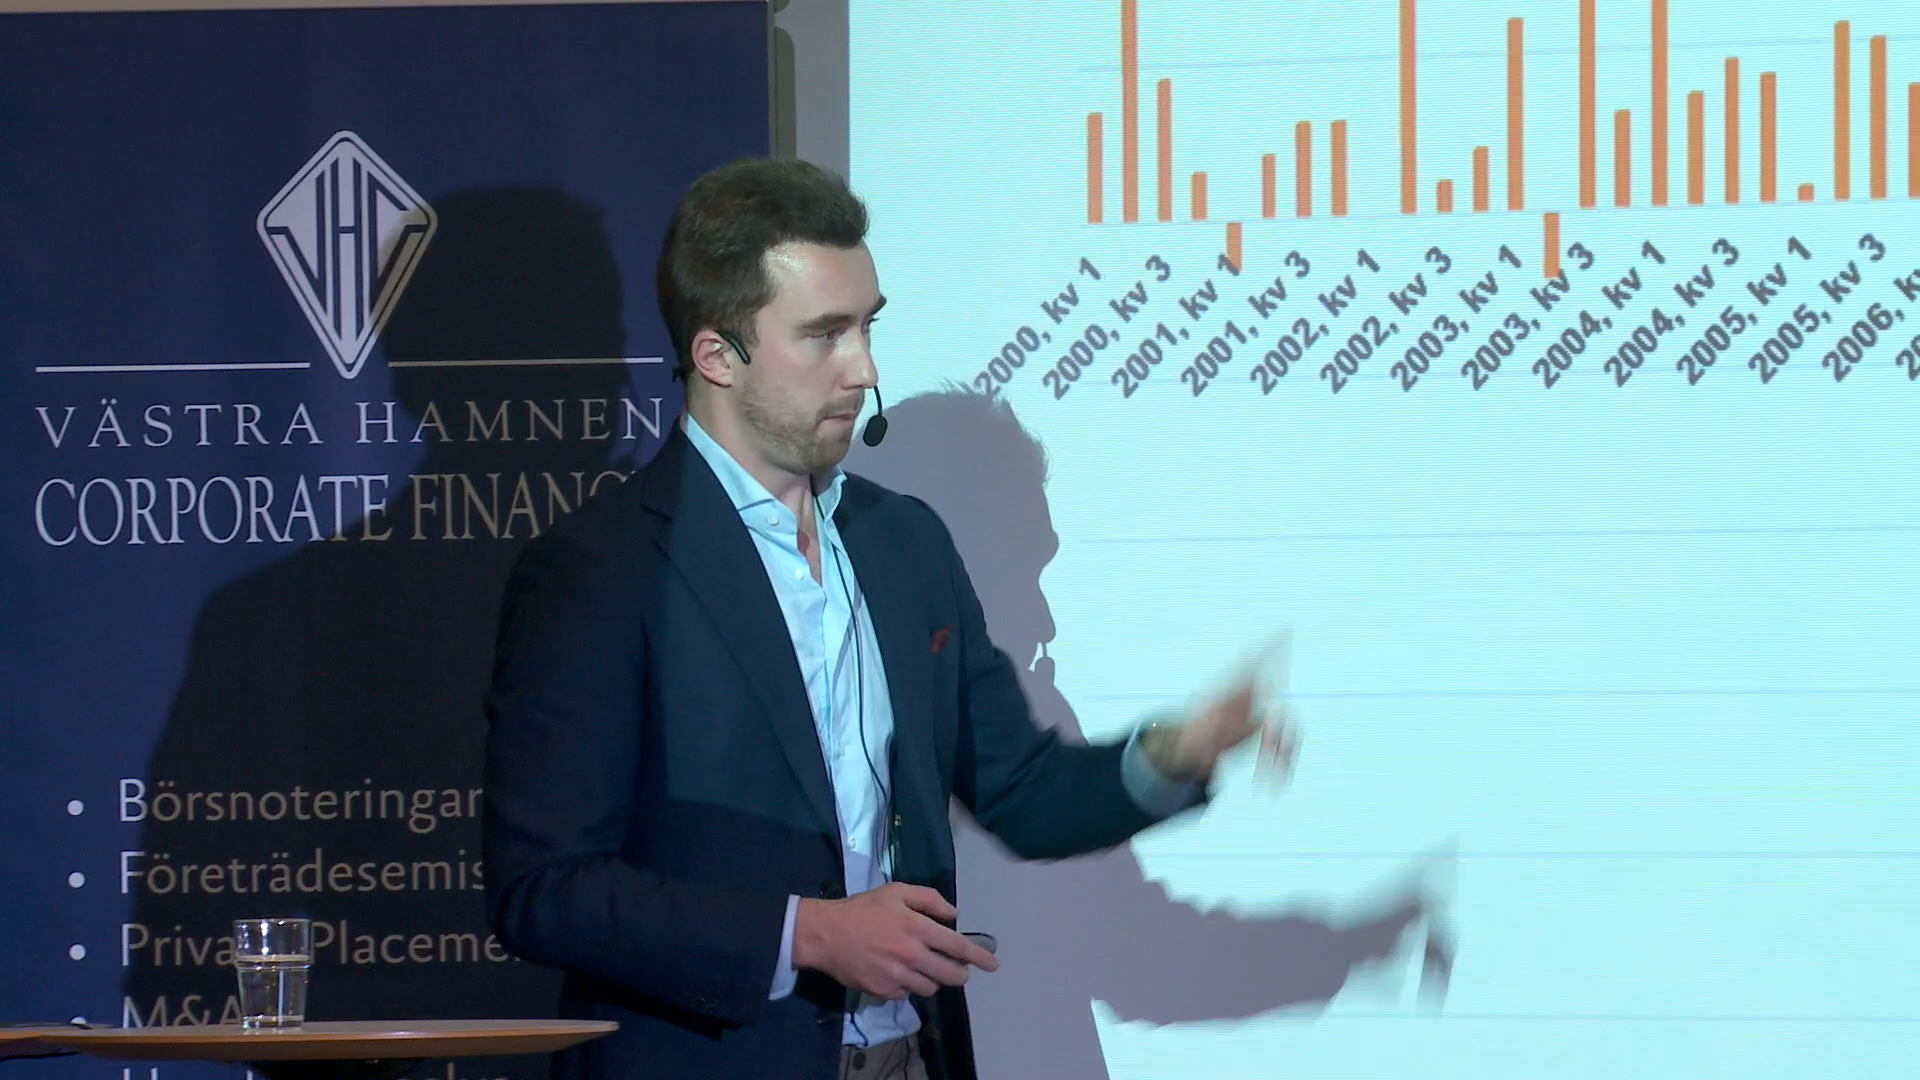 VHC
VÄSTRA HAMNEN
CORPORATE FINANC
• Börsnoteringar
• Företrädesemis
• Priva Placeme
• M&A
2000, kv 1
2000, kv 3
2001, kv 1
2001, kv 3
2002, kv 1
2002, kv 3
2003, kv 1
2003, kv 3
2004, kv 1
2004, kv 3
2005, kv 1
2005, kv 3
2006,